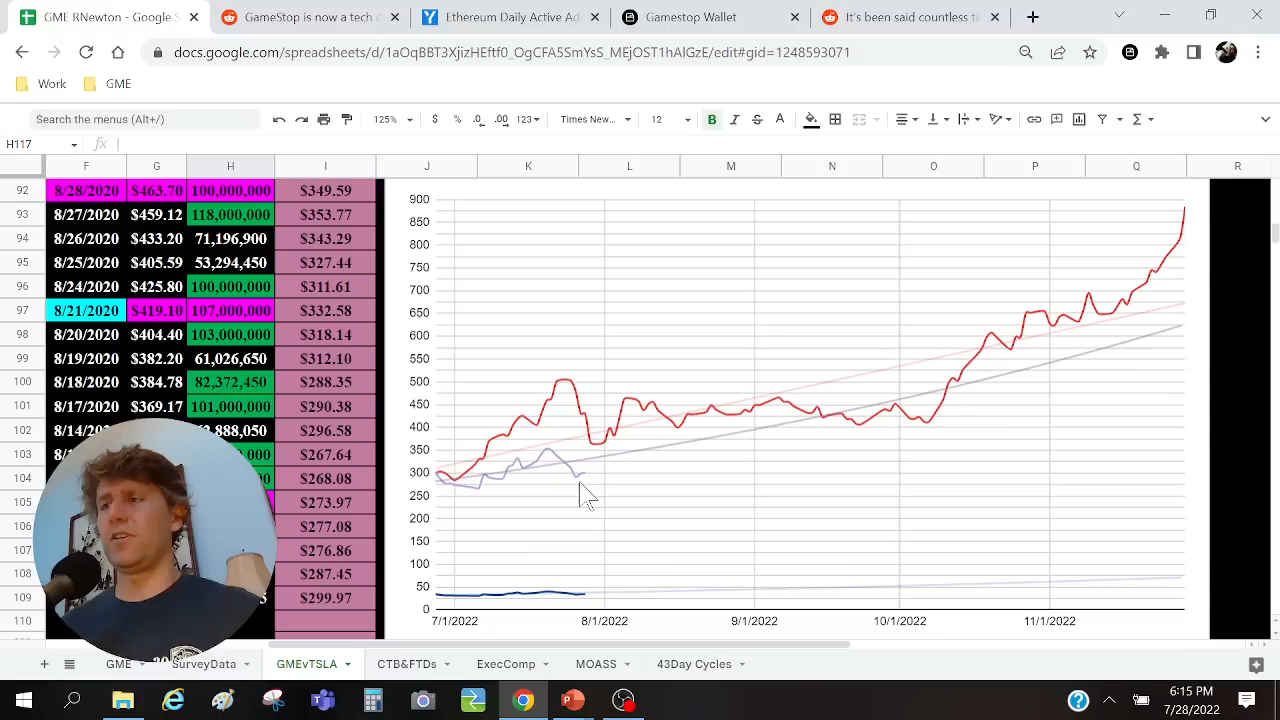 GME RNewton - Google S
GameStop is now a tech c
Ethereum Daily Active Ad
Gamestop Wallet
It's been said countless ti
docs.google.com/spreadsheets/d/1aOqBBT3XjizHEftf0_OgCFA5SmYsS_MEjOST1hAlGzE/edit#gid=1248593071
Work
GME
Search the menus (Alt+/)
125%
$
%
.0
.00
123
Times New...
12
B
I
S
A
H117
fx
F G H I J K L M N O P Q R
92 8/28/2020 $463.70 100,000,000 $349.59
93 8/27/2020 $459.12 118,000,000 $353.77
94 8/26/2020 $433.20 71,196,900 $343.29
95 8/25/2020 $405.59 53,294,450 $327.44
96 8/24/2020 $425.80 100,000,000 $311.61
97 8/21/2020 $419.10 107,000,000 $332.58
98 8/20/2020 $404.40 103,000,000 $318.14
99 8/19/2020 $382.20 61,026,650 $312.10
100 8/18/2020 $384.78 82,372,450 $288.35
101 8/17/2020 $369.17 101,000,000 $290.38
102 8/14/20 888,050 $296.58
103 $267.64
104 $268.08
105 $273.97
106 $277.08
107 $276.86
108 $287.45
109 $299.97
110
900
850
800
750
700
650
600
550
500
450
400
350
300
250
200
150
100
50
0
7/1/2022 8/1/2022 9/1/2022 10/1/2022 11/1/2022
GME
SurveyData
GMEvTSLA
CTB&FTDs
ExecComp
MOASS
43Day Cycles
6:15 PM
7/28/2022